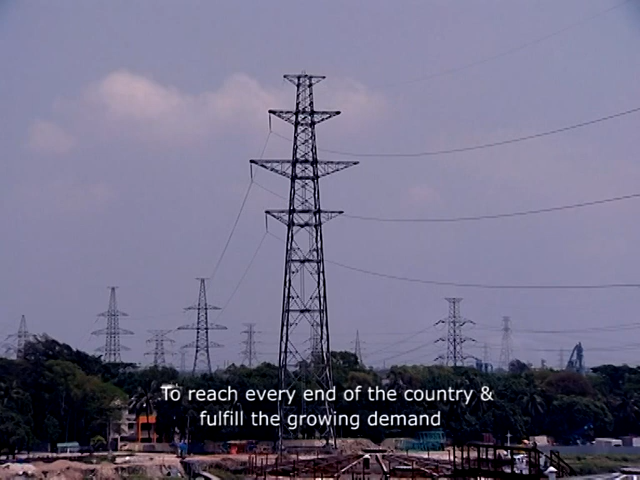 To reach every end of the country &
fulfill the growing demand